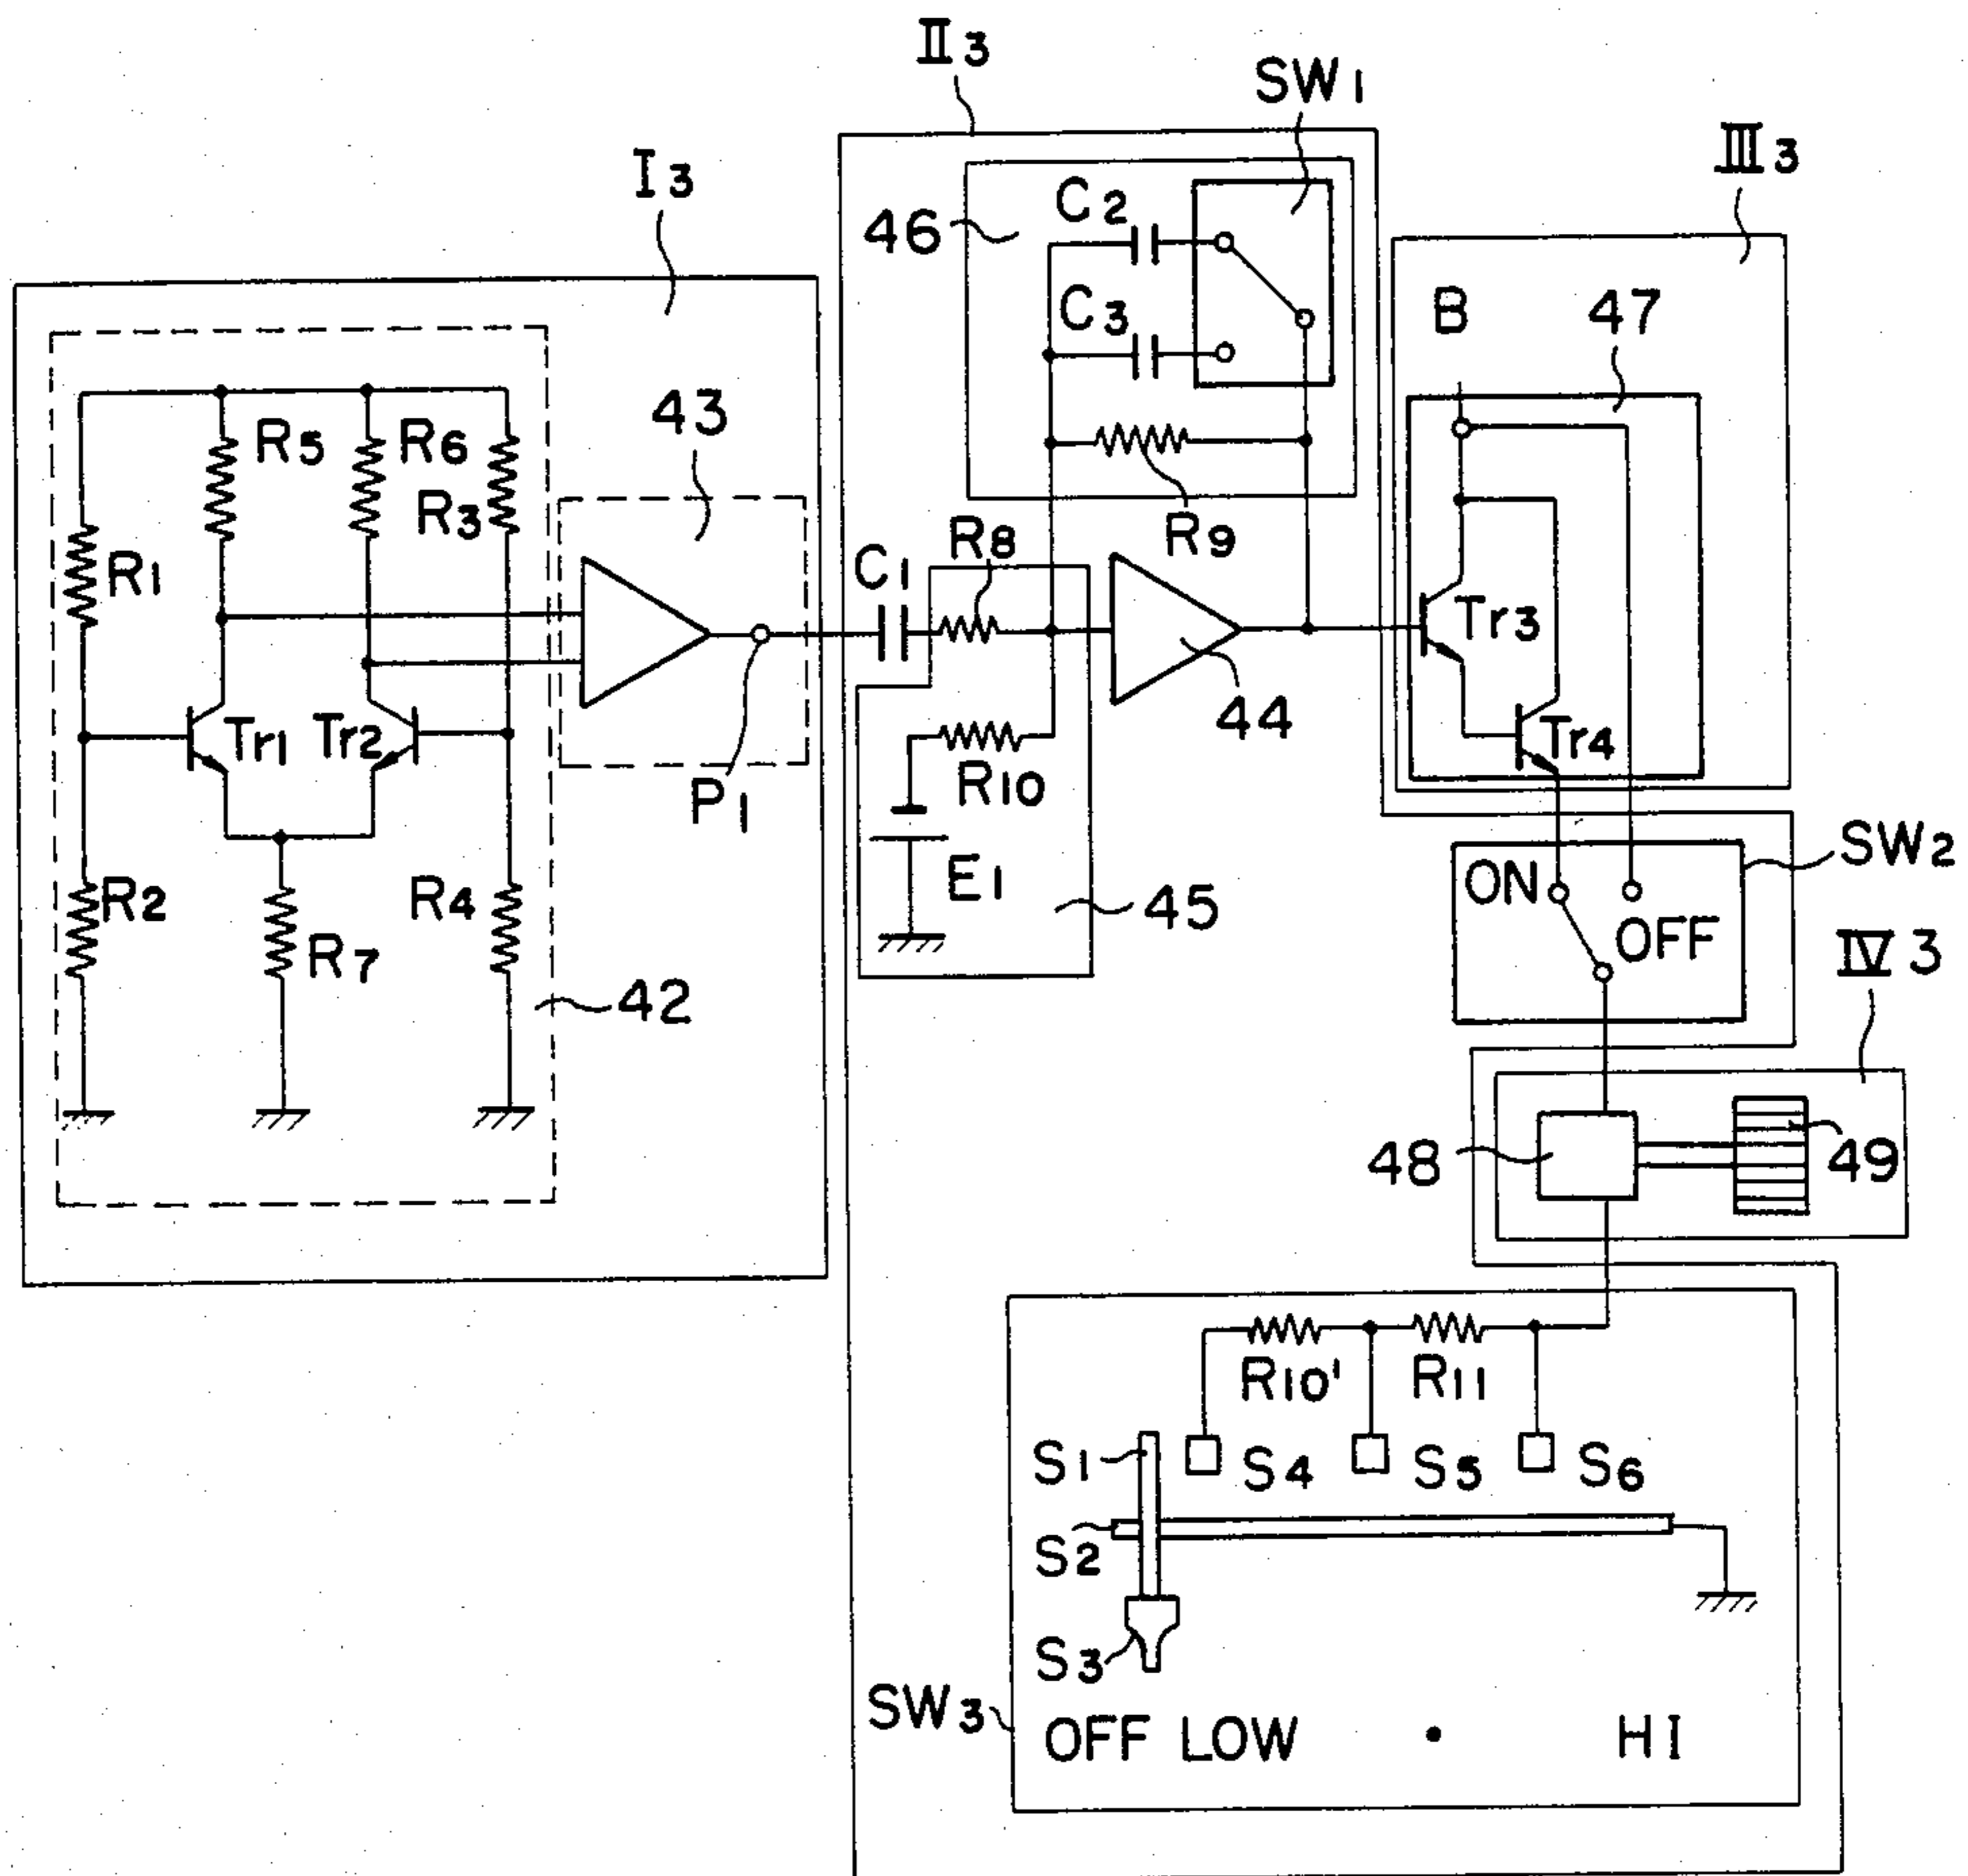 II3
SW1
I3
III3
46
C2
C3
B
47
43
R5
R6
R3
R1
R8
C1
R9
Tr3
Tr1
Tr2
44
Tr4
P1
R10
SW2
E1
45
ON
OFF
R2
R4
R7
42
IV3
48
49
R10'
R11
S1
S4
S5
S6
S2
S3
SW3
OFF LOW • HI